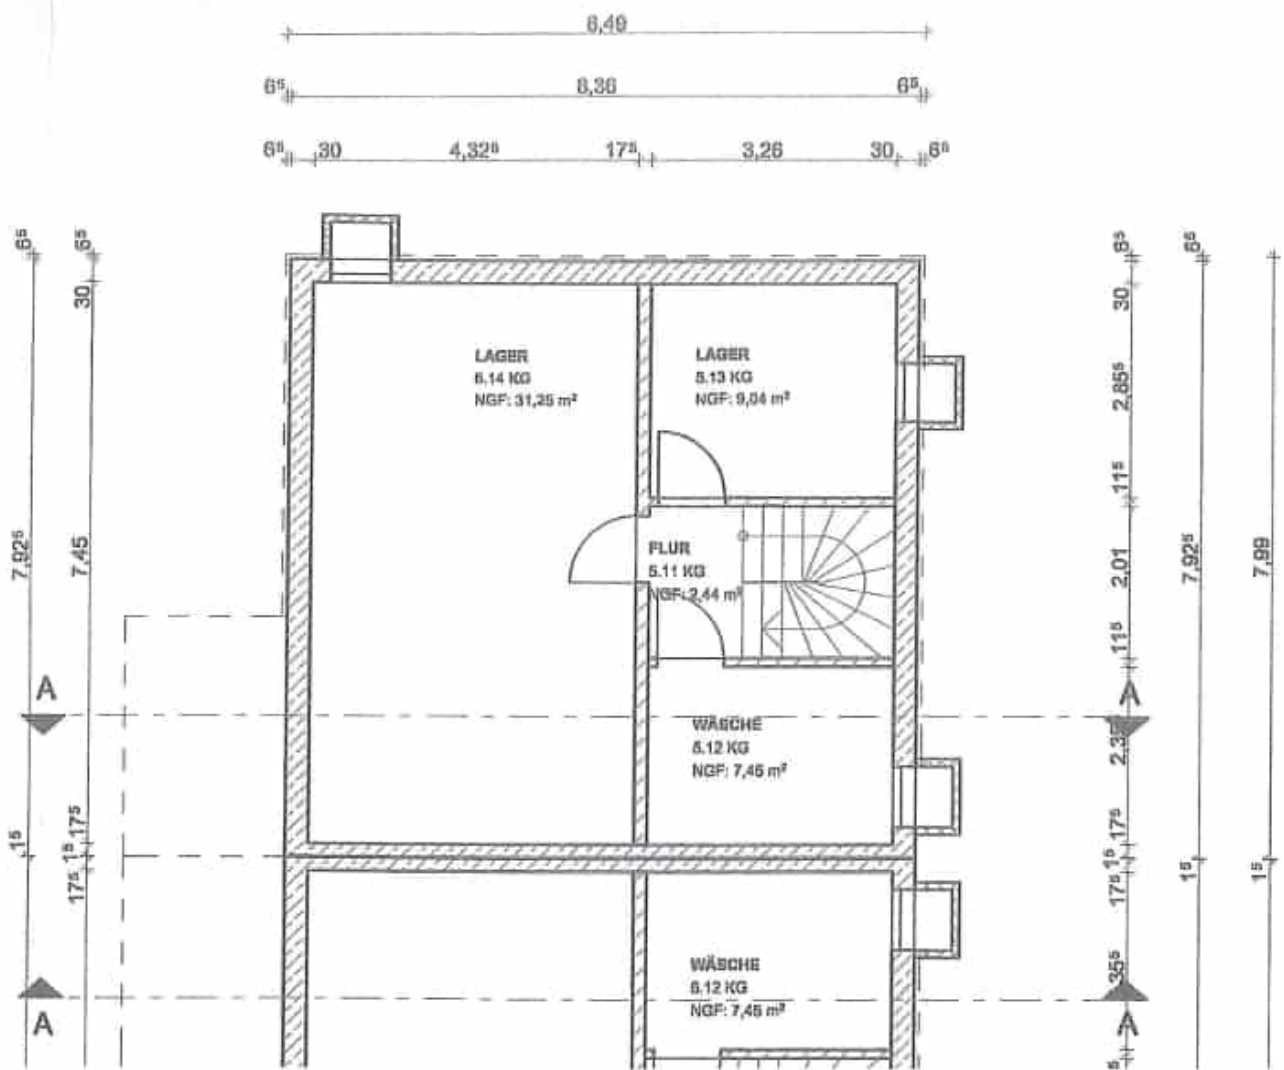 8,49
6⁵ 8,36 6⁵
6⁵ 30 4,32⁵ 17⁵ 3,26 30 6⁵
6⁵ 6⁵ 6⁵ 6⁵
30 30
LAGER
5.14 KG
NGF: 31,25 m²
LAGER
5.13 KG
NGF: 9,04 m²
2,85⁵
11⁵
7,92⁵ 7,45
FLUR
5.11 KG
NGF: 2,44 m²
2,01 7,92⁵ 7,99
11⁵
A A
WÄSCHE
5.12 KG
NGF: 7,45 m²
17⁵ 17⁵
1⁵ 1⁵ 1⁵ 1⁵ 1⁵
17⁵ 17⁵
WÄSCHE
6.12 KG
NGF: 7,45 m²
A A